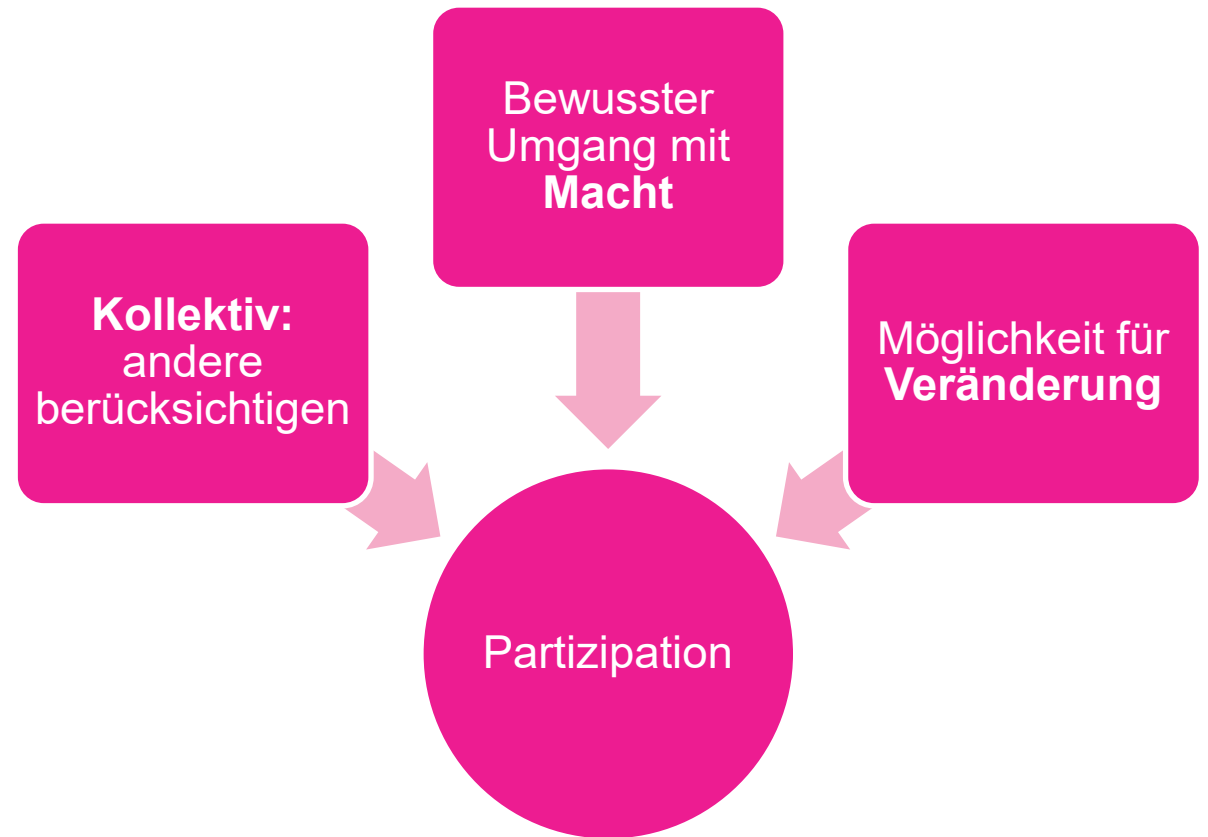 Bewusster
Umgang mit
Macht
Kollektiv:
andere
berücksichtigen
Möglichkeit für
Veränderung
Partizipation